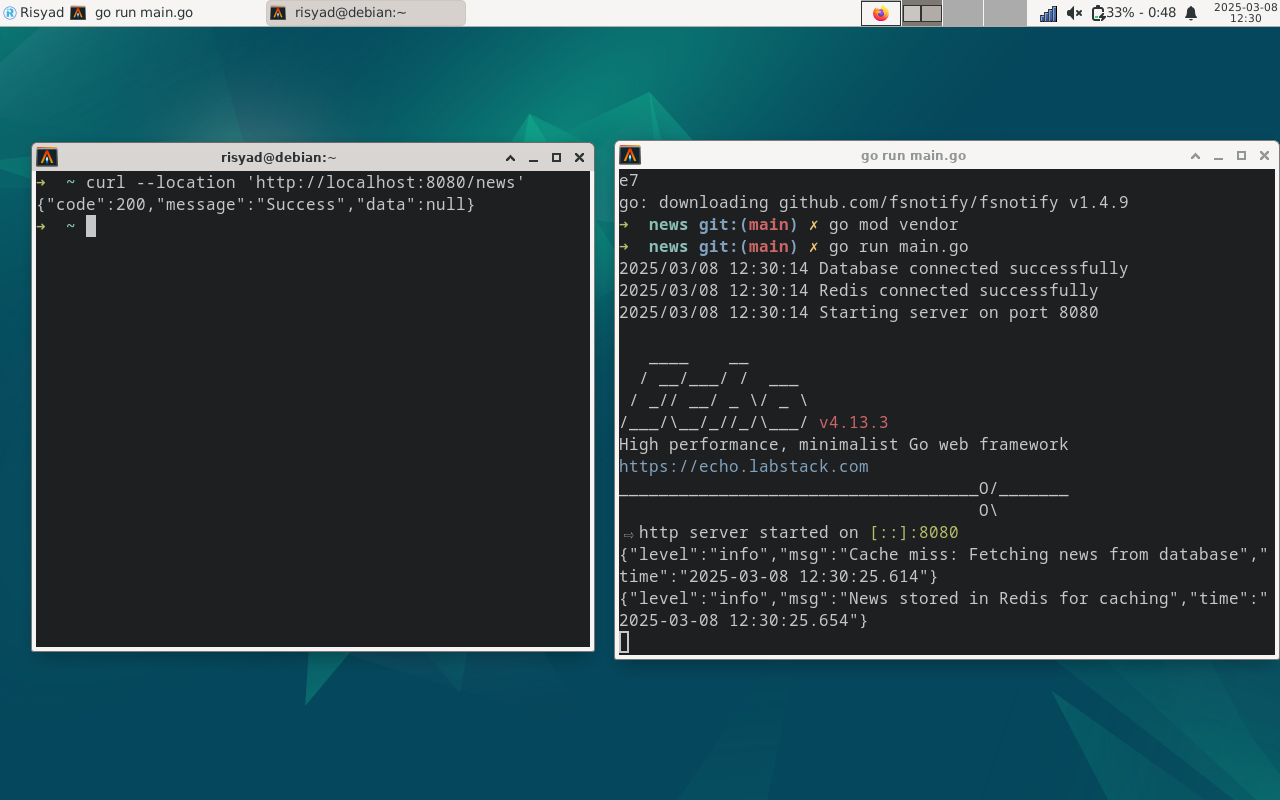 Risyad go run main.go risyad@debian:~ 33% - 0:48 2025-03-08
12:30
risyad@debian:~
➜ ~ curl --location 'http://localhost:8080/news'
{"code":200,"message":"Success","data":null}
➜ ~
go run main.go
e7
go: downloading github.com/fsnotify/fsnotify v1.4.9
➜ news git:(main) ✗ go mod vendor
➜ news git:(main) ✗ go run main.go
2025/03/08 12:30:14 Database connected successfully
2025/03/08 12:30:14 Redis connected successfully
2025/03/08 12:30:14 Starting server on port 8080
   ____    __
  / __/___/ /  ___
 / _// __/ _ \/ _ \
/___/\__/_//_/\___/ v4.13.3
High performance, minimalist Go web framework
https://echo.labstack.com
____________________________________O/_______
                                    O\
⇨ http server started on [::]:8080
{"level":"info","msg":"Cache miss: Fetching news from database","
time":"2025-03-08 12:30:25.614"}
{"level":"info","msg":"News stored in Redis for caching","time":"
2025-03-08 12:30:25.654"}